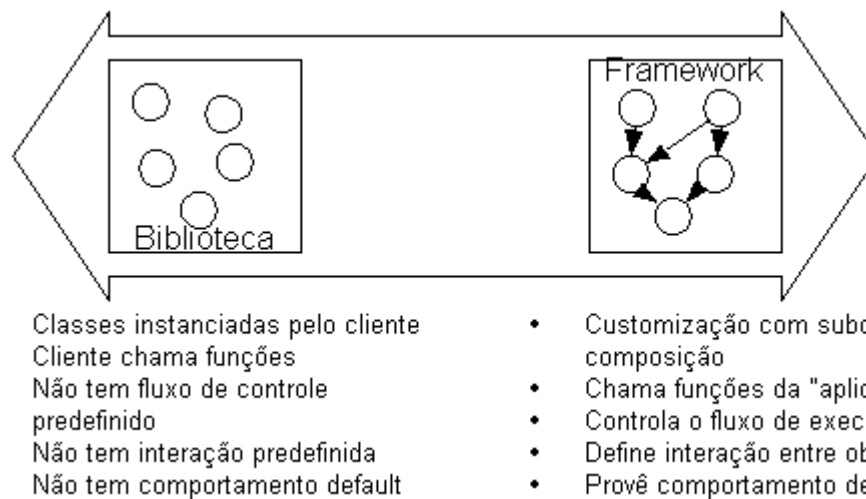 Framework
Biblioteca
Classes instanciadas pelo cliente
Cliente chama funções
Não tem fluxo de controle
predefinido
Não tem interação predefinida
Não tem comportamento default
• Customização com
composição
• Chama funções da
• Controla o fluxo de
• Define interação entre
• Provê comportamento